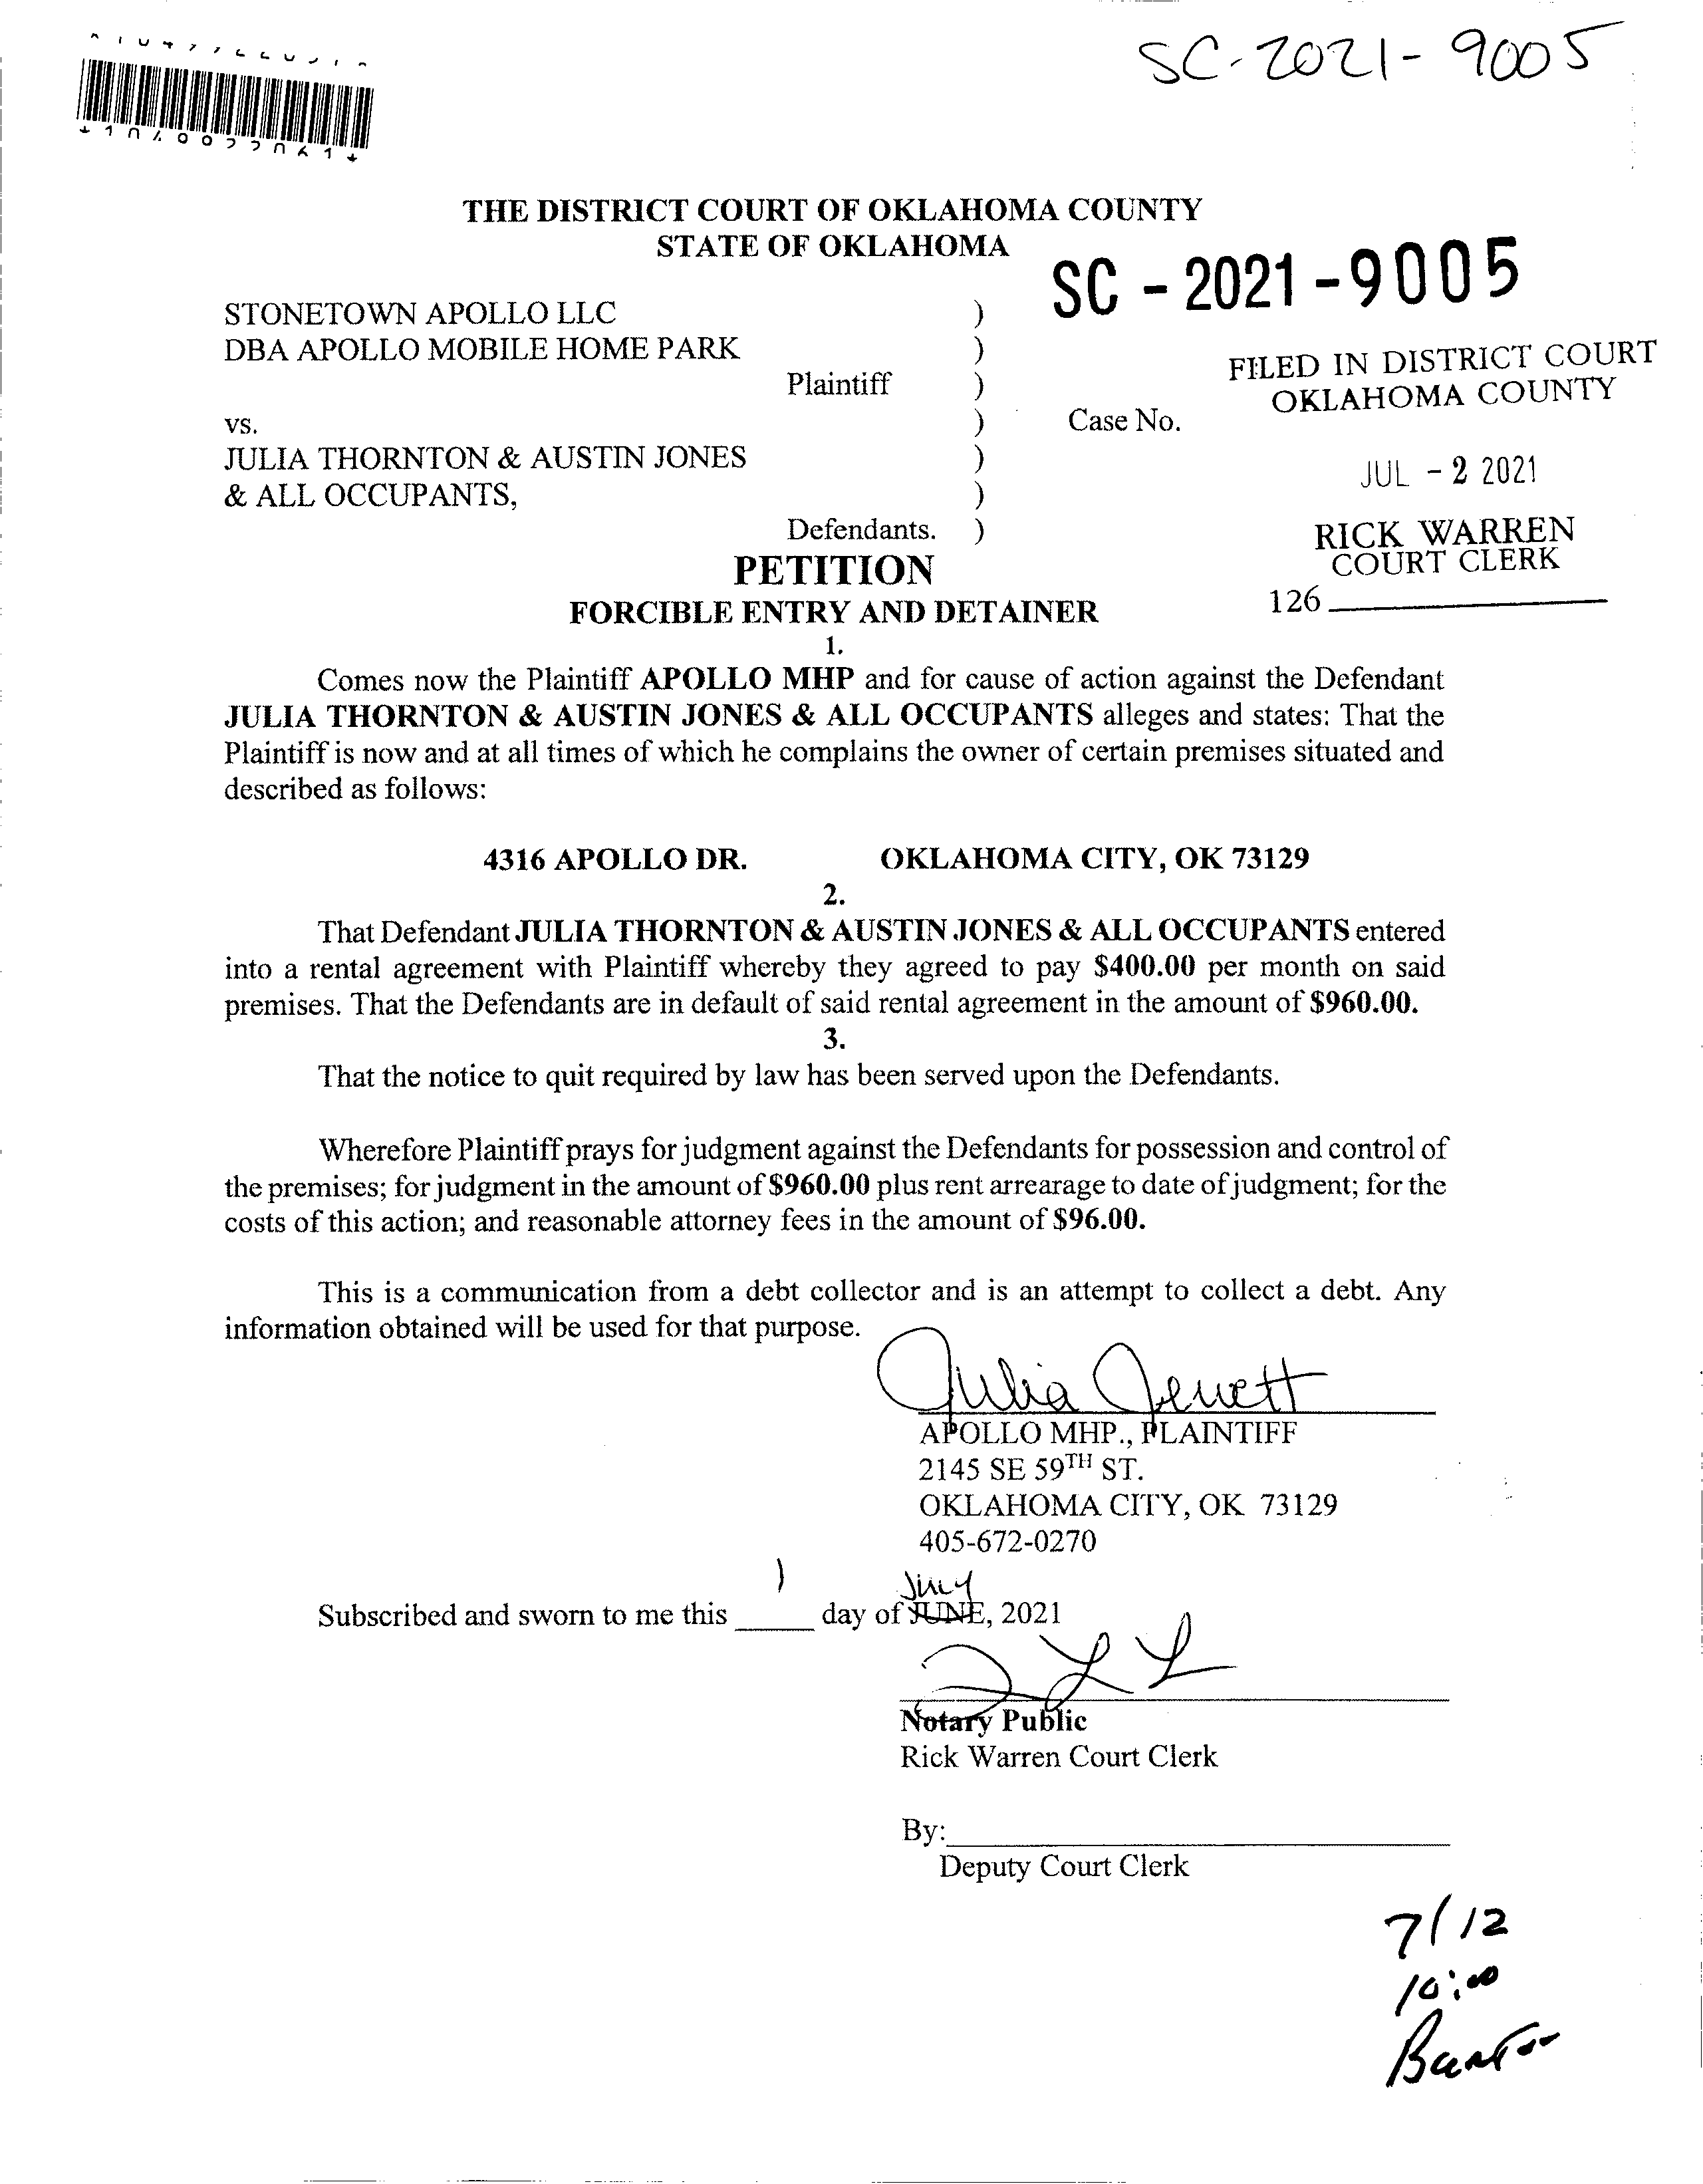 SC-2021-9005
THE DISTRICT COURT OF OKLAHOMA COUNTY
STATE OF OKLAHOMA
SC - 2021 - 9005
STONETOWN APOLLO LLC )
DBA APOLLO MOBILE HOME PARK )
Plaintiff )
FILED IN DISTRICT COURT
OKLAHOMA COUNTY
vs. ) Case No.
JULIA THORNTON & AUSTIN JONES )
JUL - 2 2021
& ALL OCCUPANTS, )
Defendants. )
RICK WARREN
COURT CLERK
126
PETITION
FORCIBLE ENTRY AND DETAINER
1.
Comes now the Plaintiff APOLLO MHP and for cause of action against the Defendant
JULIA THORNTON & AUSTIN JONES & ALL OCCUPANTS alleges and states: That the
Plaintiff is now and at all times of which he complains the owner of certain premises situated and
described as follows:
4316 APOLLO DR. OKLAHOMA CITY, OK 73129
2.
That Defendant JULIA THORNTON & AUSTIN JONES & ALL OCCUPANTS entered
into a rental agreement with Plaintiff whereby they agreed to pay $400.00 per month on said
premises. That the Defendants are in default of said rental agreement in the amount of $960.00.
3.
That the notice to quit required by law has been served upon the Defendants.
Wherefore Plaintiff prays for judgment against the Defendants for possession and control of
the premises; for judgment in the amount of $960.00 plus rent arrearage to date of judgment; for the
costs of this action; and reasonable attorney fees in the amount of $96.00.
This is a communication from a debt collector and is an attempt to collect a debt. Any
information obtained will be used for that purpose.
Julia Jewett
APOLLO MHP., PLAINTIFF
2145 SE 59TH ST.
OKLAHOMA CITY, OK 73129
405-672-0270
July
Subscribed and sworn to me this 1 day of JUNE, 2021
Notary Public
Rick Warren Court Clerk
By:
Deputy Court Clerk
7/12
10:00